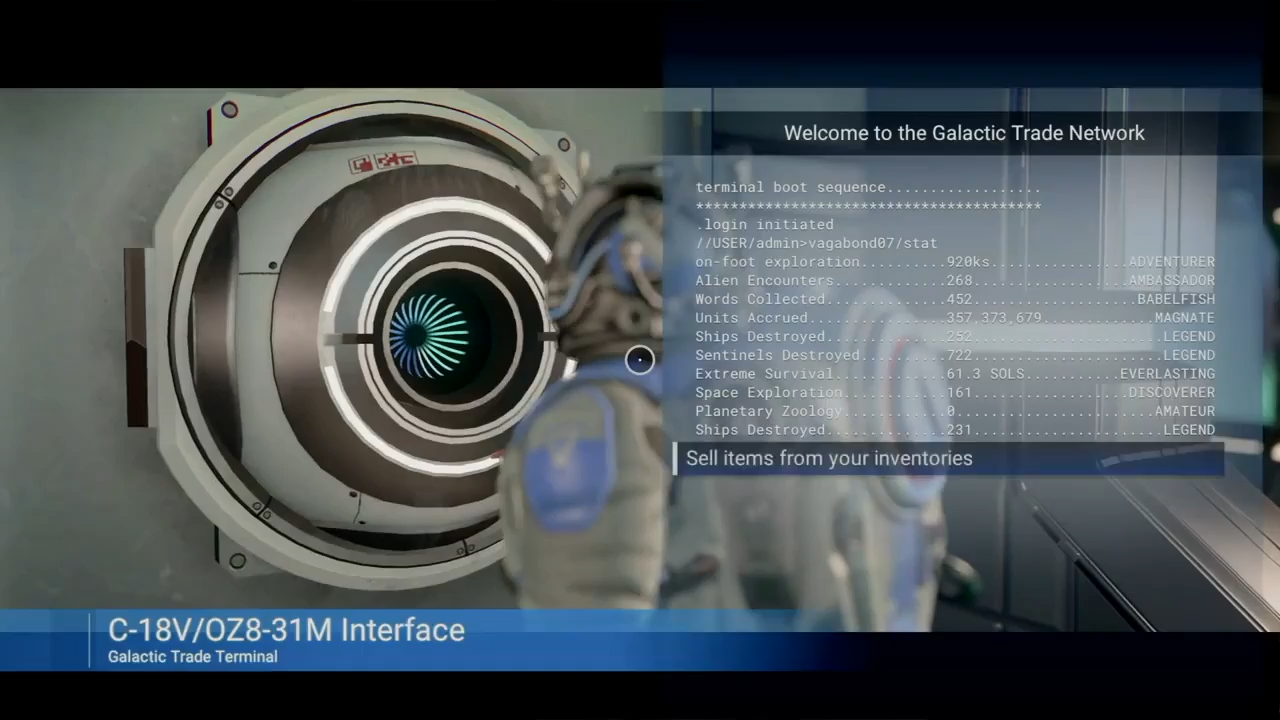 Welcome to the Galactic Trade Network
terminal boot sequence..................
****************************************
.login initiated
//USER/admin>vagabond07/stat
on-foot exploration..........920ks................ADVENTURER
Alien Encounters.............268..................AMBASSADOR
Words Collected..............452...................BABELFISH
Units Accrued................357,373,679.............MAGNATE
Ships Destroyed..............252......................LEGEND
Sentinels Destroyed..........722......................LEGEND
Extreme Survival.............61.3 SOLS...........EVERLASTING
Space Exploration............161..................DISCOVERER
Planetary Zoology............0.......................AMATEUR
Ships Destroyed..............231......................LEGEND
Sell items from your inventories
C-18V/OZ8-31M Interface
Galactic Trade Terminal